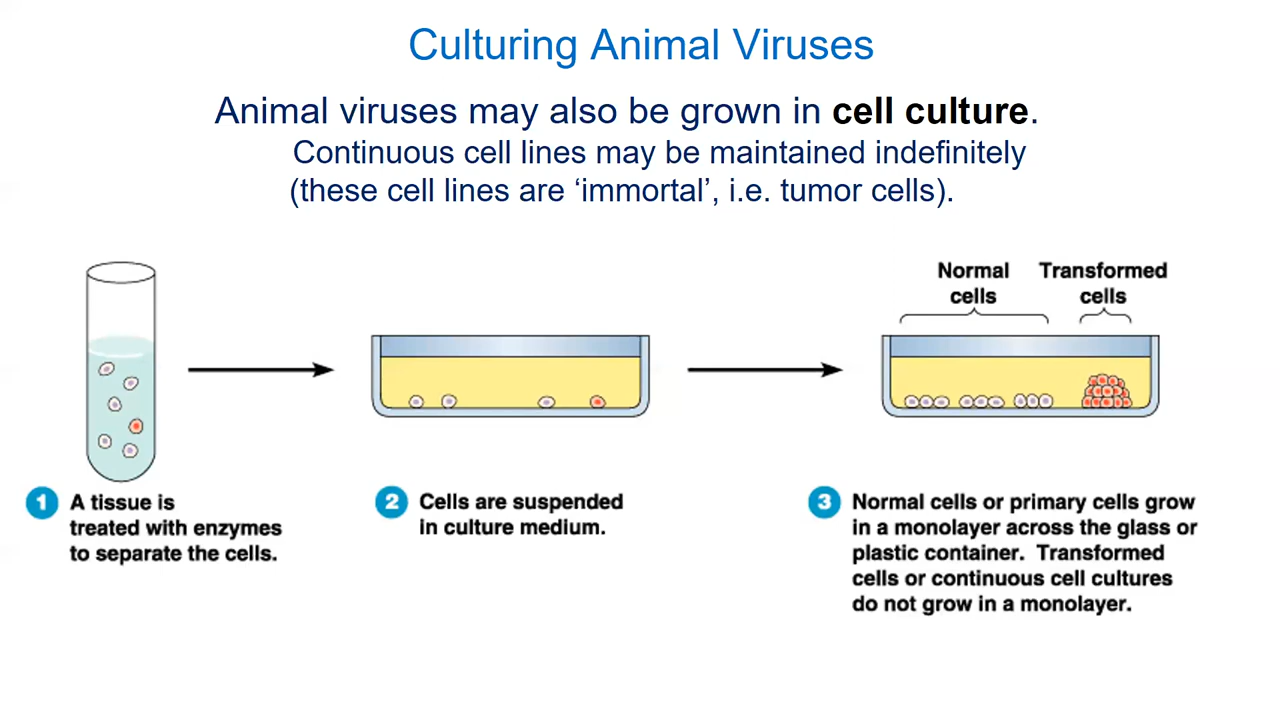 Culturing Animal Viruses
Animal viruses may also be grown in cell culture.
Continuous cell lines may be maintained indefinitely
(these cell lines are ‘immortal’, i.e. tumor cells).
Normal
cells
Transformed
cells
1 A tissue is
treated with enzymes
to separate the cells.
2 Cells are suspended
in culture medium.
3 Normal cells or primary cells grow
in a monolayer across the glass or
plastic container. Transformed
cells or continuous cell cultures
do not grow in a monolayer.